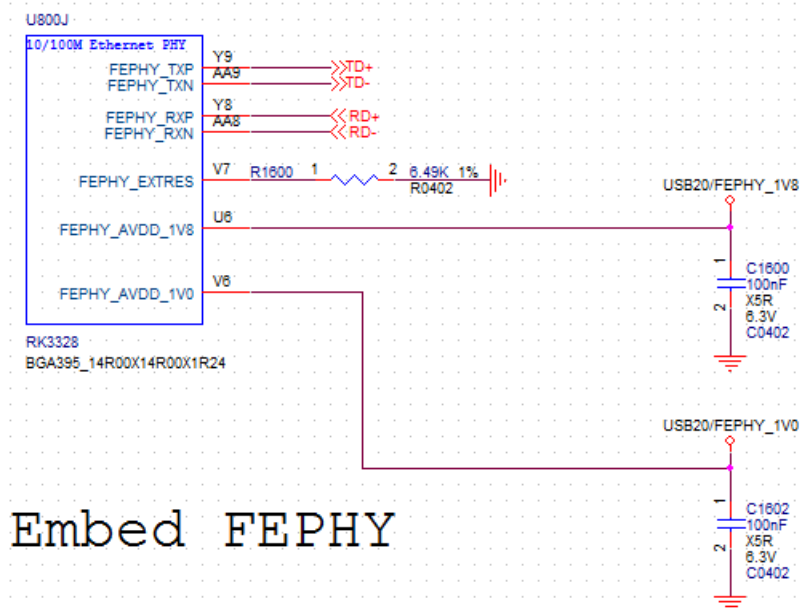 U800J
10/100M Ethernet PHY
FEPHY_TXP Y9 TD+
FEPHY_TXN AA9 TD-
FEPHY_RXP Y8 RD+
FEPHY_RXN AA8 RD-
FEPHY_EXTRES V7 R1600 1 2 6.49K 1%
R0402
USB20/FEPHY_1V8
FEPHY_AVDD_1V8 U6
1
C1600
100nF
X5R
2 6.3V
C0402
FEPHY_AVDD_1V0 V6
RK3328
BGA395_14R00X14R00X1R24
USB20/FEPHY_1V0
1
C1602
100nF
X5R
2 6.3V
C0402
Embed FEPHY